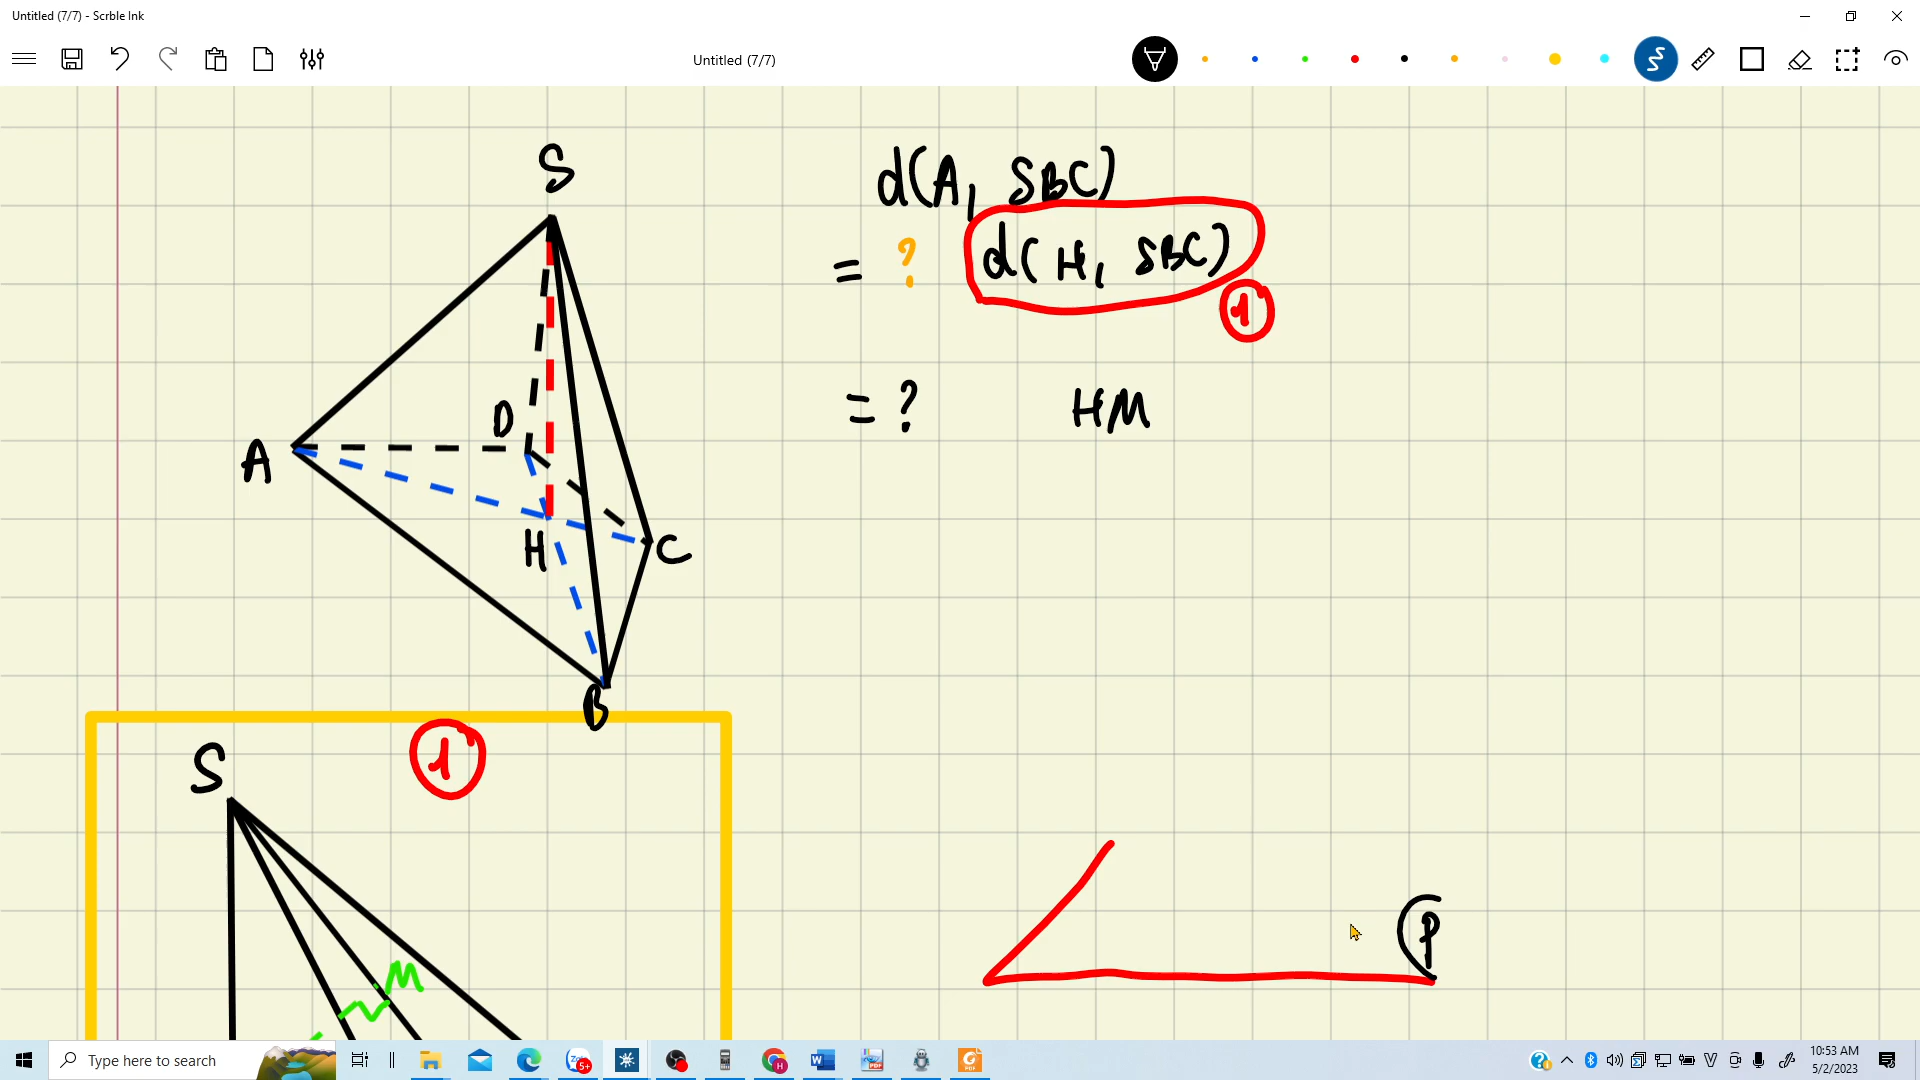 Untitled (7/7) - Scrble Ink
Untitled (7/7)
S
d(A, SBC)
= ? d(H, SBC)
1
D
= ? HM
A
H
C
B
1
S
M
(P
Type here to search
5+
10:53 AM
5/2/2023